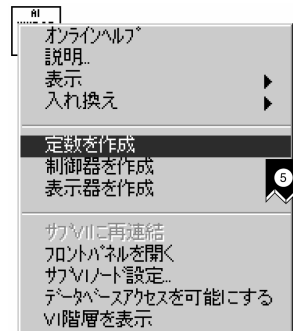 AI
オンラインヘルプ
説明...
表示
入れ換え
定数を作成
制御器を作成
表示器を作成
5
サブVIに再連結
フロントパネルを開く
サブVIノード設定...
データベースアクセスを可能にする
VI階層を表示